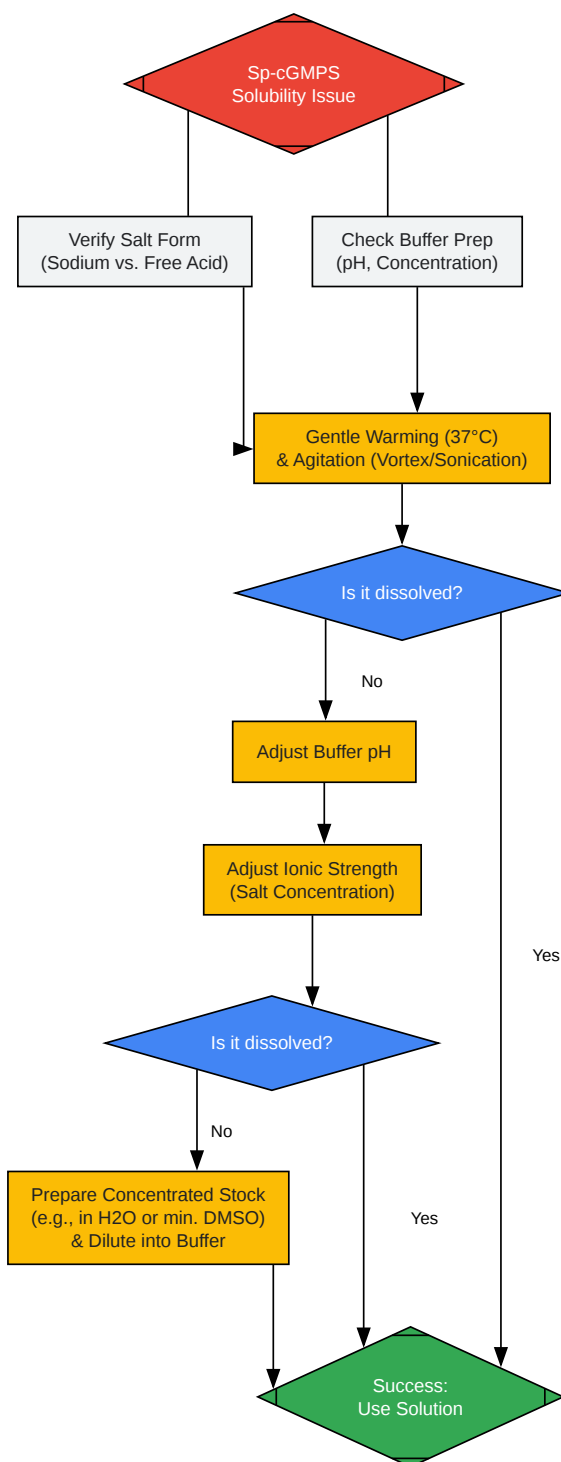 Sp-cGMPS
Solubility Issue
Verify Salt Form
(Sodium vs. Free Acid)
Check Buffer Prep
(pH, Concentration)
Gentle Warming (37°C)
& Agitation (Vortex/Sonication)
Is it dissolved?
No
Adjust Buffer pH
Adjust Ionic Strength
(Salt Concentration)
Yes
Is it dissolved?
No
Prepare Concentrated Stock
(e.g., in H2O or min. DMSO)
& Dilute into Buffer
Yes
Success:
Use Solution